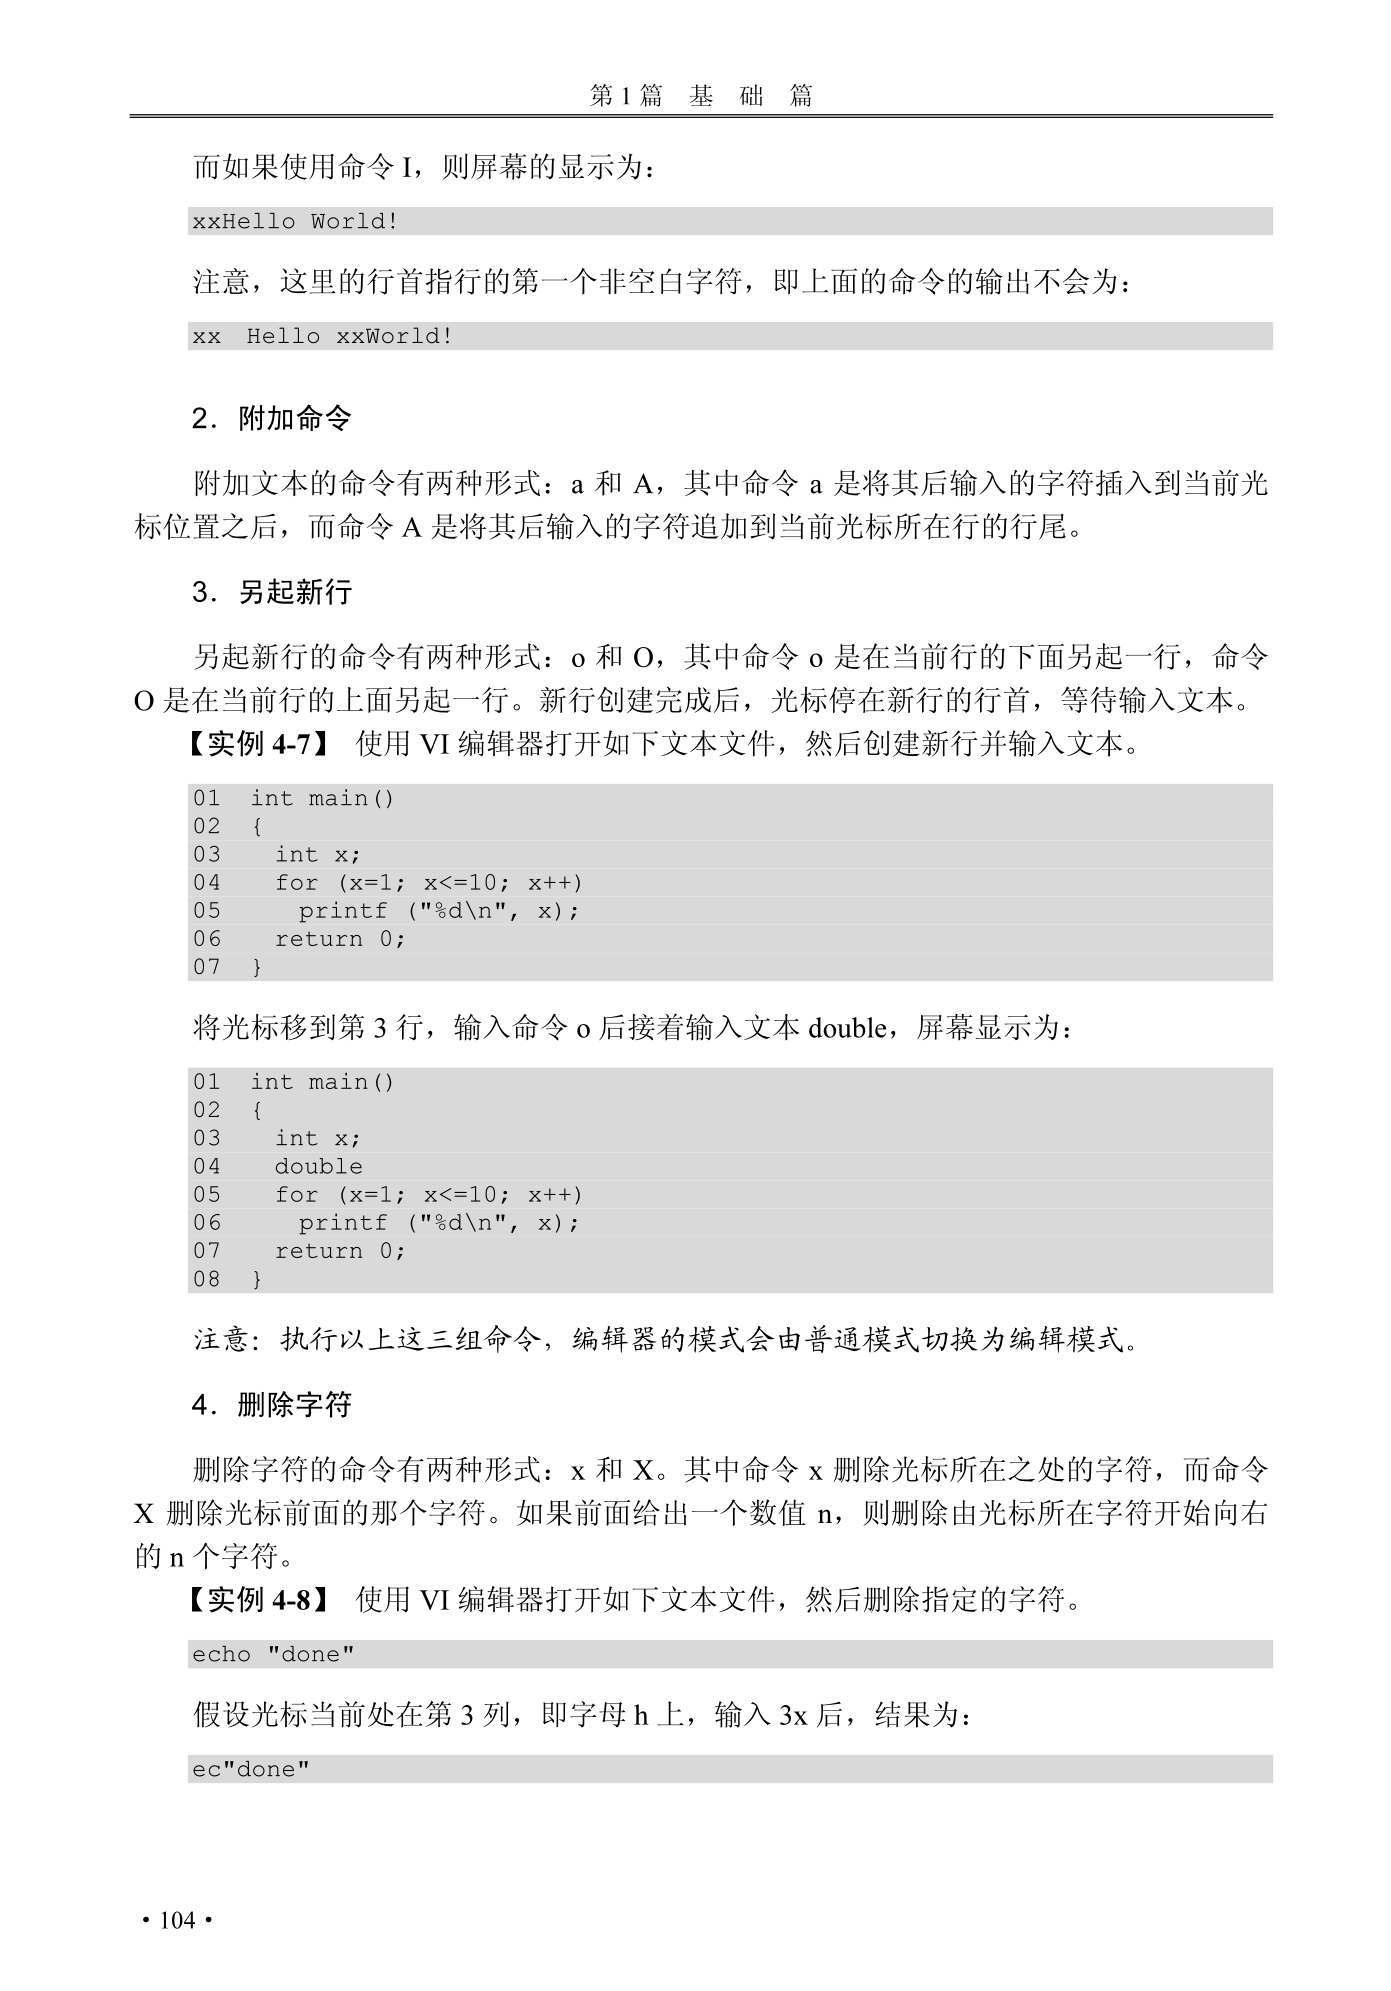 第 1 篇　基　础　篇
而如果使用命令 I，则屏幕的显示为：
xxHello World!
注意，这里的行首指行的第一个非空白字符，即上面的命令的输出不会为：
xx  Hello xxWorld!
2．附加命令
附加文本的命令有两种形式：a 和 A，其中命令 a 是将其后输入的字符插入到当前光
标位置之后，而命令 A 是将其后输入的字符追加到当前光标所在行的行尾。
3．另起新行
另起新行的命令有两种形式：o 和 O，其中命令 o 是在当前行的下面另起一行，命令
O 是在当前行的上面另起一行。新行创建完成后，光标停在新行的行首，等待输入文本。
【实例 4-7】 使用 VI 编辑器打开如下文本文件，然后创建新行并输入文本。
01  int main()
02  {
03    int x;
04    for (x=1; x<=10; x++)
05      printf ("%d\n", x);
06    return 0;
07  }
将光标移到第 3 行，输入命令 o 后接着输入文本 double，屏幕显示为：
01  int main()
02  {
03    int x;
04    double
05    for (x=1; x<=10; x++)
06      printf ("%d\n", x);
07    return 0;
08  }
注意：执行以上这三组命令，编辑器的模式会由普通模式切换为编辑模式。
4．删除字符
删除字符的命令有两种形式：x 和 X。其中命令 x 删除光标所在之处的字符，而命令
X 删除光标前面的那个字符。如果前面给出一个数值 n，则删除由光标所在字符开始向右
的 n 个字符。
【实例 4-8】 使用 VI 编辑器打开如下文本文件，然后删除指定的字符。
echo "done"
假设光标当前处在第 3 列，即字母 h 上，输入 3x 后，结果为：
ec"done"
·104·